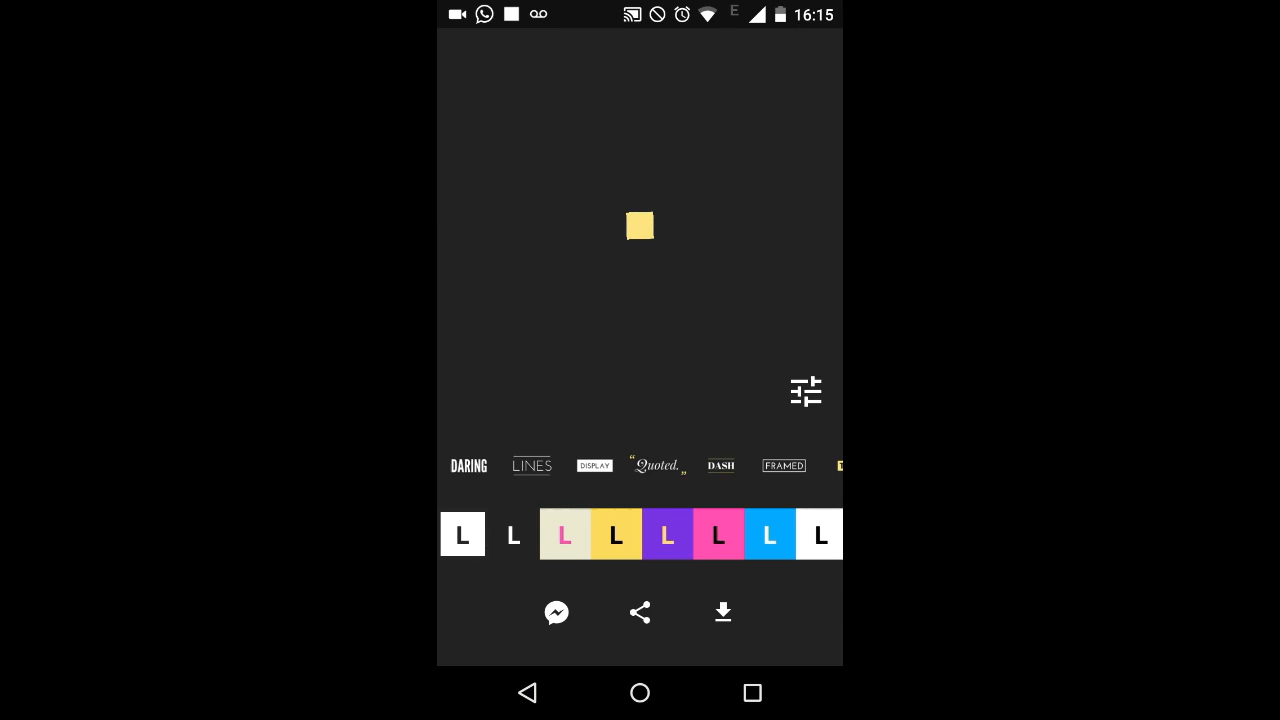 E 16:15
DARING LINES DISPLAY “Quoted.„ DASH FRAMED
L L L L L L L L